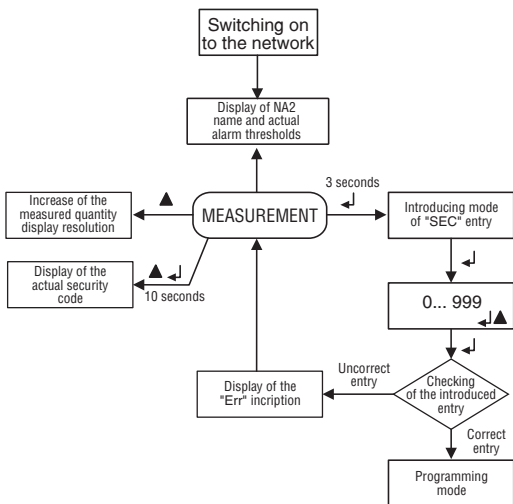 Switching on
to the network
Display of NA2
name and actual
alarm thresholds
3 seconds
Increase of the
measured quantity
display resolution
MEASUREMENT
Introducing mode
of "SEC" entry
Display of the
actual security
code
10 seconds
0... 999
Uncorrect
entry
Checking
of the introduced
entry
Display of the
"Err" incription
Correct
entry
Programming
mode